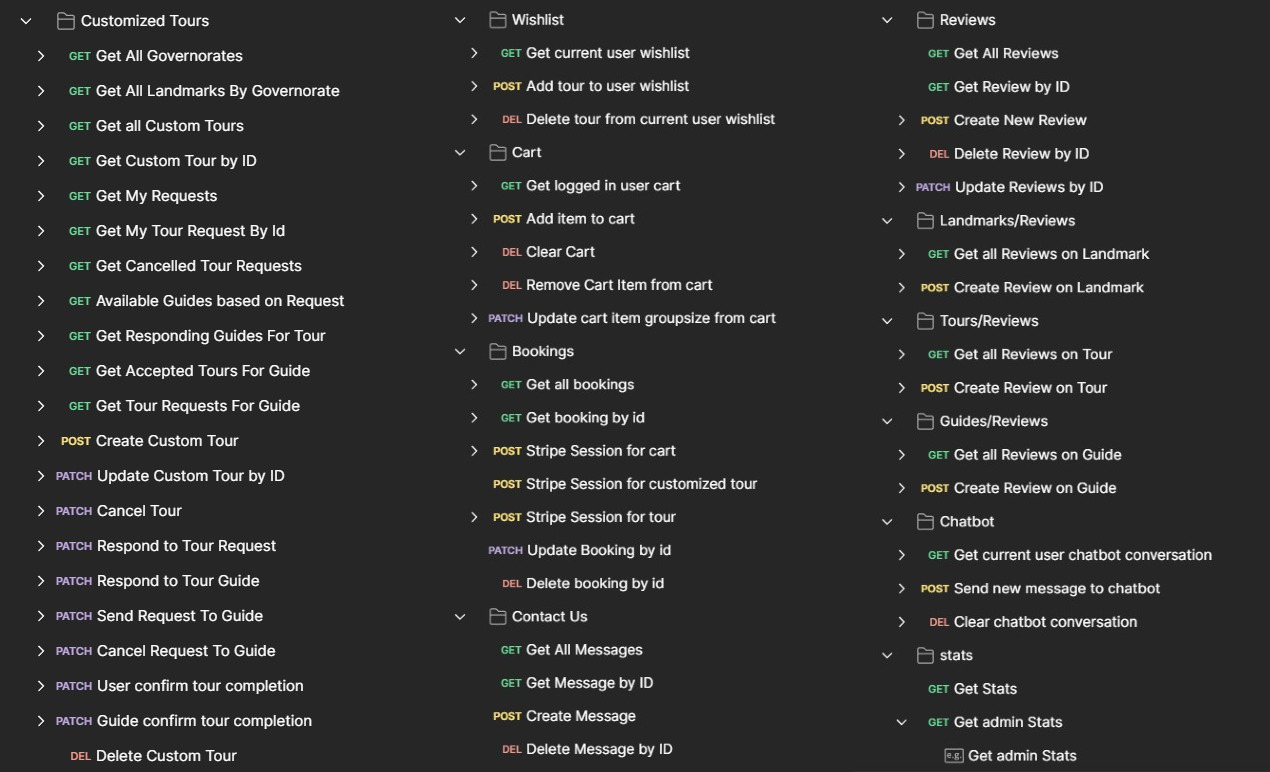 Customized Tours
GET Get All Governorates
GET Get All Landmarks By Governorate
GET Get all Custom Tours
GET Get Custom Tour by ID
GET Get My Requests
GET Get My Tour Request By Id
GET Get Cancelled Tour Requests
GET Available Guides based on Request
GET Get Responding Guides For Tour
GET Get Accepted Tours For Guide
GET Get Tour Requests For Guide
POST Create Custom Tour
PATCH Update Custom Tour by ID
PATCH Cancel Tour
PATCH Respond to Tour Request
PATCH Respond to Tour Guide
PATCH Send Request To Guide
PATCH Cancel Request To Guide
PATCH User confirm tour completion
PATCH Guide confirm tour completion
DEL Delete Custom Tour
Wishlist
GET Get current user wishlist
POST Add tour to user wishlist
DEL Delete tour from current user wishlist
Cart
GET Get logged in user cart
POST Add item to cart
DEL Clear Cart
DEL Remove Cart Item from cart
PATCH Update cart item groupsize from cart
Bookings
GET Get all bookings
GET Get booking by id
POST Stripe Session for cart
POST Stripe Session for customized tour
POST Stripe Session for tour
PATCH Update Booking by id
DEL Delete booking by id
Contact Us
GET Get All Messages
GET Get Message by ID
POST Create Message
DEL Delete Message by ID
Reviews
GET Get All Reviews
GET Get Review by ID
POST Create New Review
DEL Delete Review by ID
PATCH Update Reviews by ID
Landmarks/Reviews
GET Get all Reviews on Landmark
POST Create Review on Landmark
Tours/Reviews
GET Get all Reviews on Tour
POST Create Review on Tour
Guides/Reviews
GET Get all Reviews on Guide
POST Create Review on Guide
Chatbot
GET Get current user chatbot conversation
POST Send new message to chatbot
DEL Clear chatbot conversation
stats
GET Get Stats
GET Get admin Stats
e.g. Get admin Stats